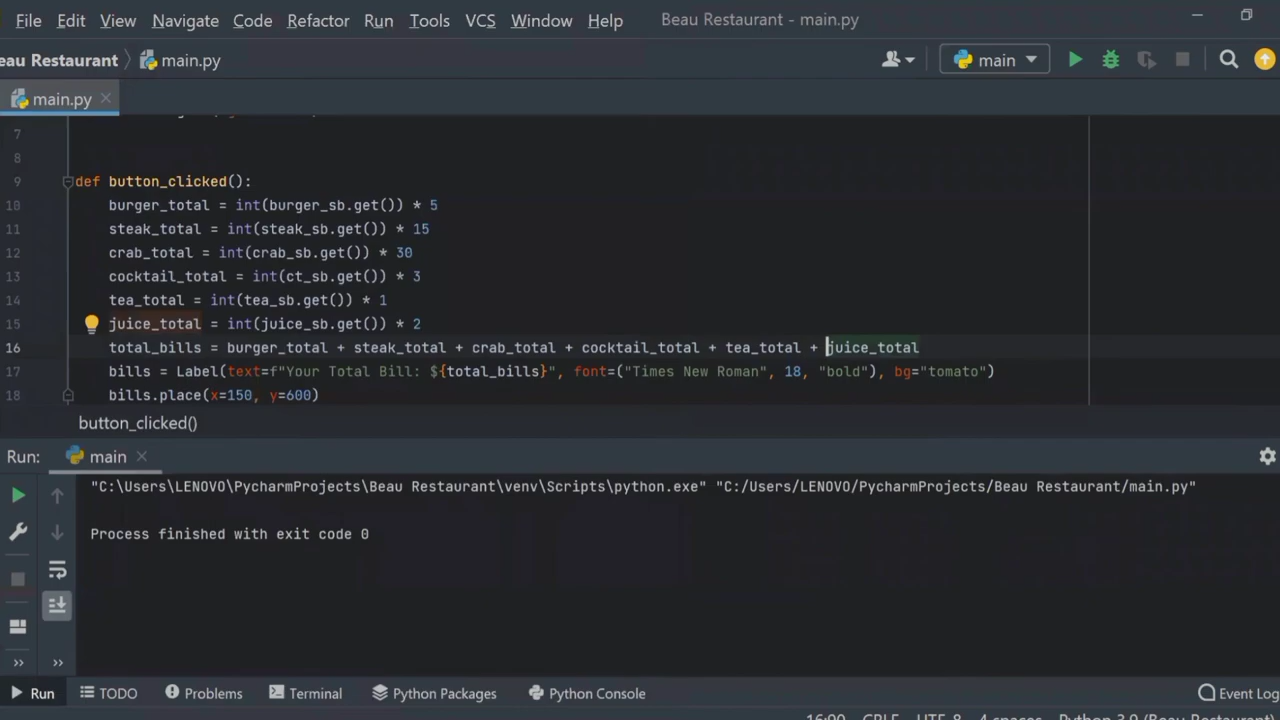 File Edit View Navigate Code Refactor Run Tools VCS Window Help Beau Restaurant - main.py
eau Restaurant main.py main
main.py
7
8
9 def button_clicked():
10 burger_total = int(burger_sb.get()) * 5
11 steak_total = int(steak_sb.get()) * 15
12 crab_total = int(crab_sb.get()) * 30
13 cocktail_total = int(ct_sb.get()) * 3
14 tea_total = int(tea_sb.get()) * 1
15 juice_total = int(juice_sb.get()) * 2
16 total_bills = burger_total + steak_total + crab_total + cocktail_total + tea_total + juice_total
17 bills = Label(text=f"Your Total Bill: ${total_bills}", font=("Times New Roman", 18, "bold"), bg="tomato")
18 bills.place(x=150, y=600)
button_clicked()
Run: main
"C:\Users\LENOVO\PycharmProjects\Beau Restaurant\venv\Scripts\python.exe" "C:/Users/LENOVO/PycharmProjects/Beau Restaurant/main.py"
Process finished with exit code 0
Run TODO Problems Terminal Python Packages Python Console Event Log